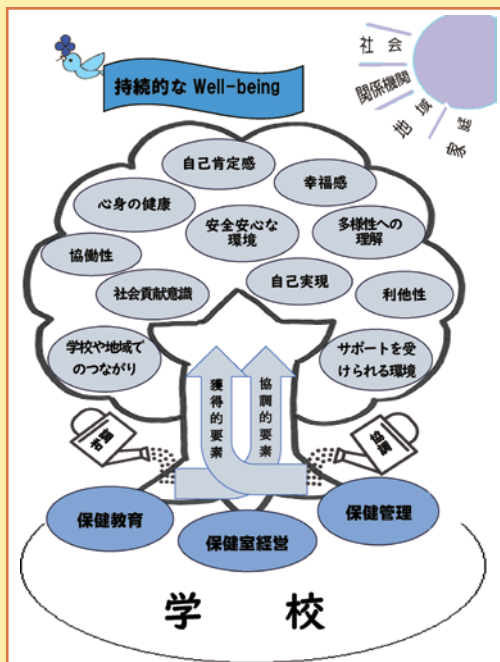 社会
関係機関
地域
家庭
持続的な Well-being
自己肯定感
幸福感
心身の健康
安全安心な
環境
多様性への
理解
協働性
自己実現
社会貢献意識
利他性
学校や地域で
のつながり
サポートを受
けられる環境
獲得的要素
協調的要素
協調
保健教育
保健室経営
保健管理
学校